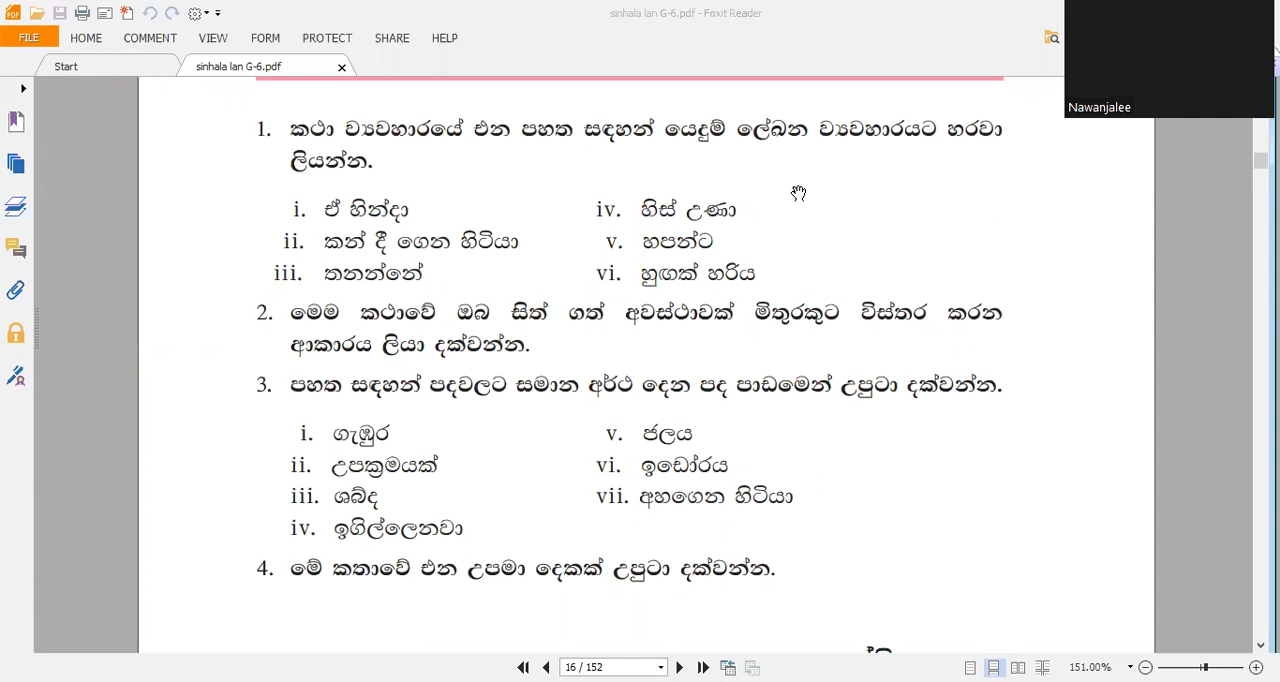 sinhala lan G-6.pdf - Foxit Reader
FILE HOME COMMENT VIEW FORM PROTECT SHARE HELP
Start sinhala lan G-6.pdf
Nawanjalee
1. කථා ව්‍යවහාරයේ එන පහත සඳහන් යෙදුම් ලේඛන ව්‍යවහාරයට හරවා
ලියන්න.
i. ඒ හින්දා iv. හිස් උණා
ii. කන් දී ගෙන හිටියා v. හපන්ට
iii. තනන්නේ vi. හුඟක් හරිය
2. මෙම කථාවේ ඔබ සිත් ගත් අවස්ථාවක් මිතුරකුට විස්තර කරන
ආකාරය ලියා දක්වන්න.
3. පහත සඳහන් පදවලට සමාන අර්ථ දෙන පද පාඩමෙන් උපුටා දක්වන්න.
i. ගැඹුර v. ජලය
ii. උපක්‍රමයක් vi. ඉඩෝරය
iii. ශබ්ද vii. අහගෙන හිටියා
iv. ඉගිල්ලෙනවා
4. මේ කතාවේ එන උපමා දෙකක් උපුටා දක්වන්න.
16 / 152 151.00%